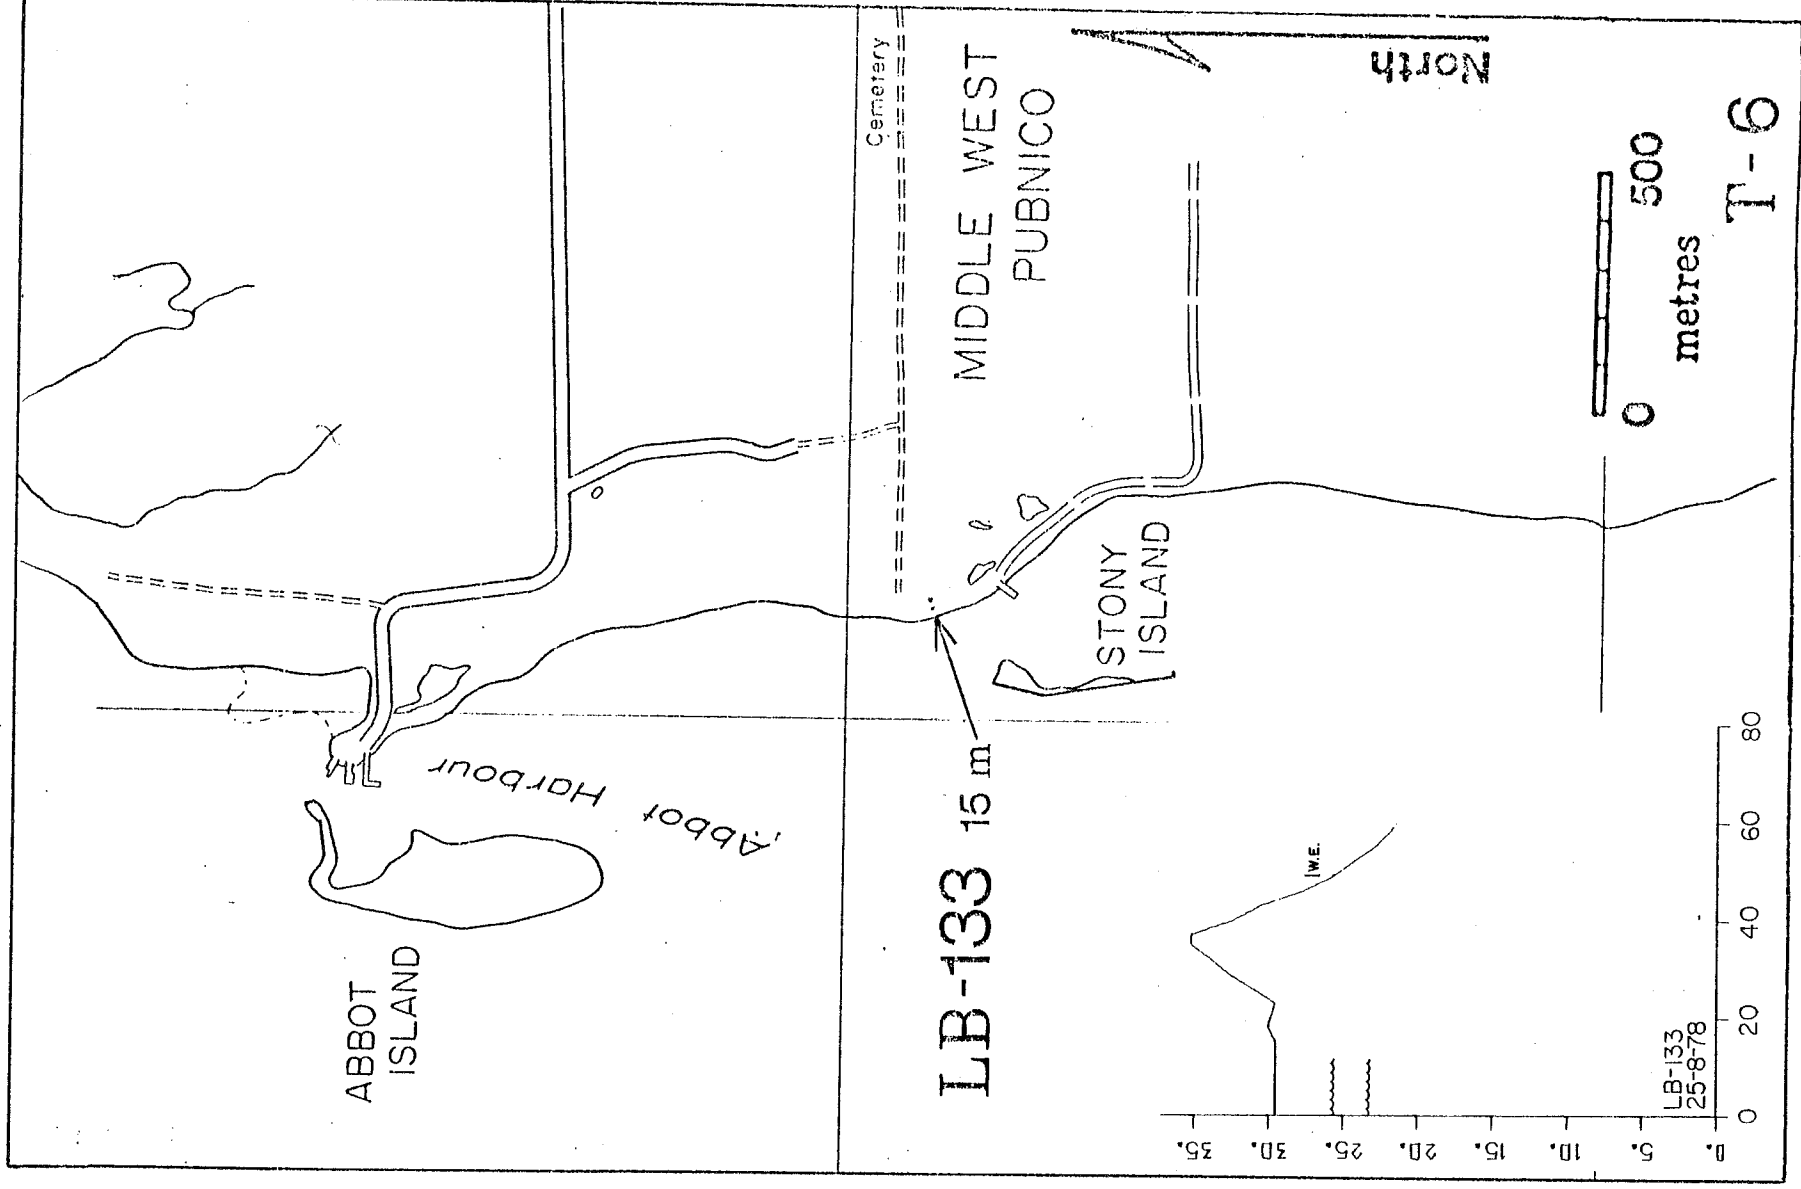 Cemetery
MIDDLE WEST
PUBNICO
North
ABBOT
ISLAND
Abbot Harbour
STONY
ISLAND
LB-133 15 m
0 500
metres
T-6
W.E.
LB-133
25-8-78
35.
30.
25.
20.
15.
10.
5.
0.
0 20 40 60 80